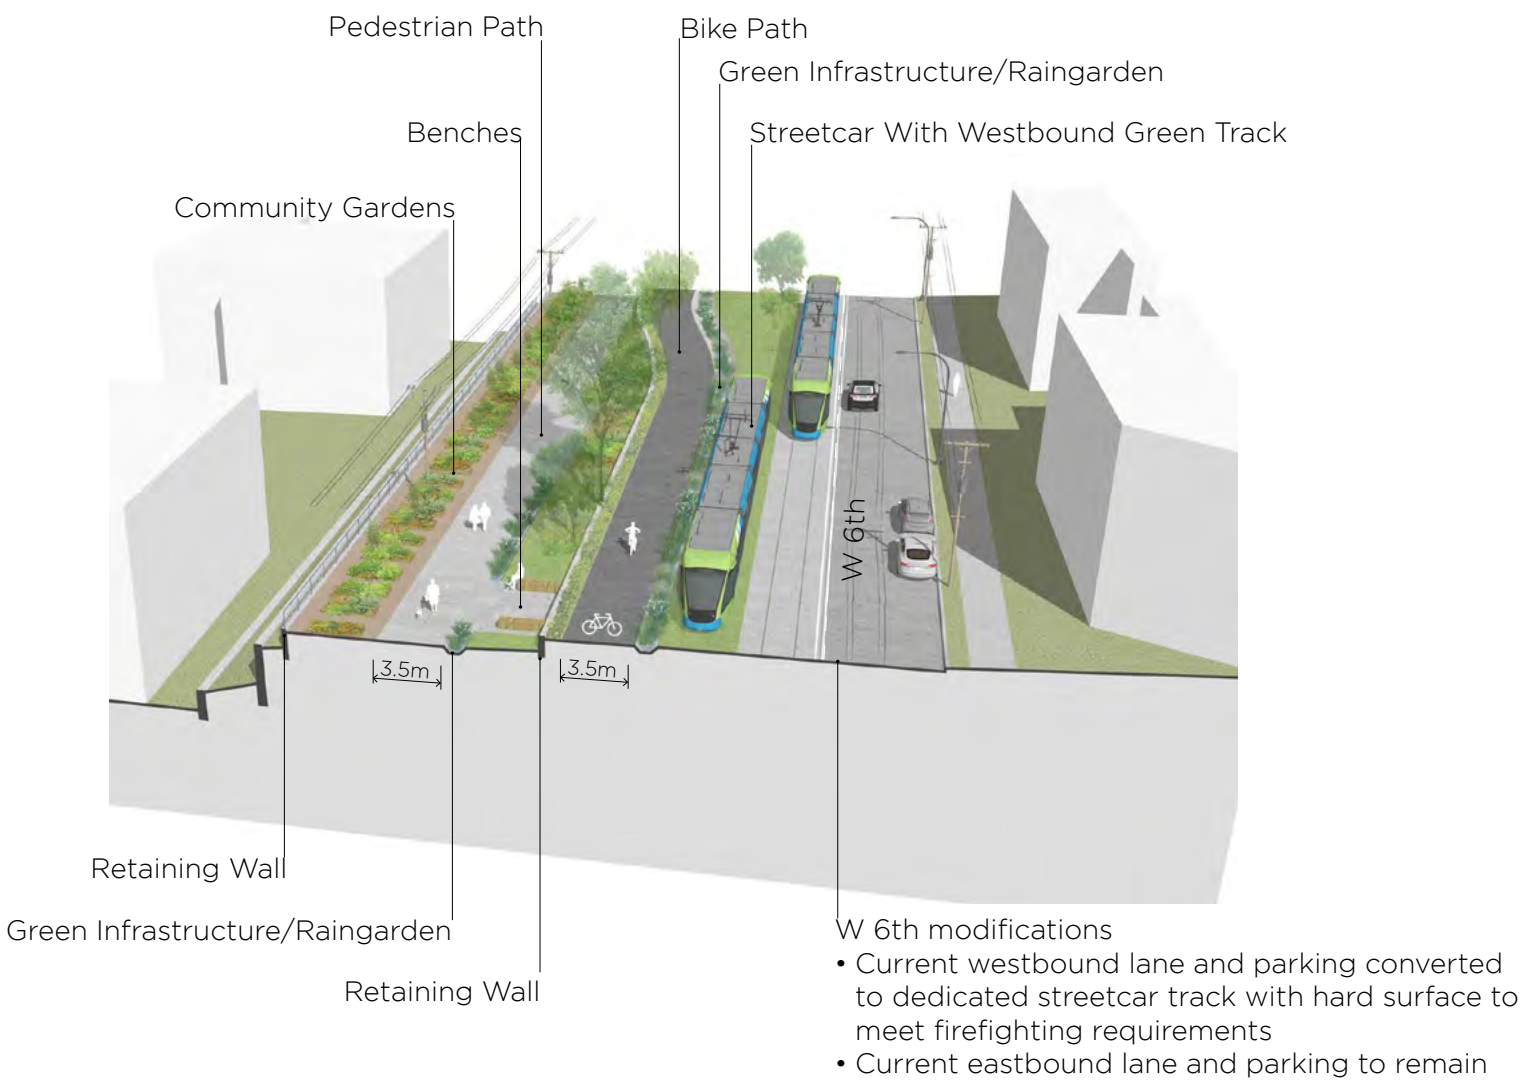 Pedestrian Path
Bike Path
Green Infrastructure/Raingarden
Benches
Streetcar With Westbound Green Track
Community Gardens
W 6th
3.5m
3.5m
Retaining Wall
Green Infrastructure/Raingarden
Retaining Wall
W 6th modifications
• Current westbound lane and parking converted
to dedicated streetcar track with hard surface to
meet firefighting requirements
• Current eastbound lane and parking to remain